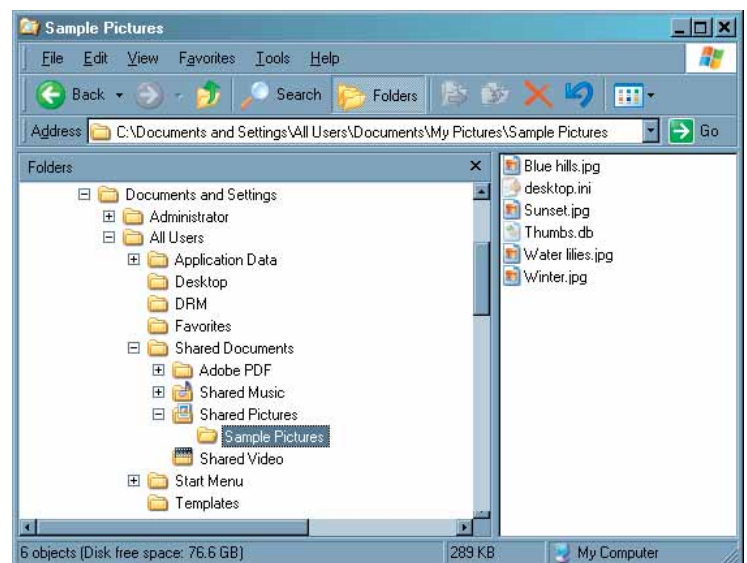 Sample Pictures
File Edit View Favorites Tools Help
Back Search Folders
Address C:\Documents and Settings\All Users\Documents\My Pictures\Sample Pictures Go
Folders
Documents and Settings
Administrator
All Users
Application Data
Desktop
DRM
Favorites
Shared Documents
Adobe PDF
Shared Music
Shared Pictures
Sample Pictures
Shared Video
Start Menu
Templates
Blue hills.jpg
desktop.ini
Sunset.jpg
Thumbs.db
Water lilies.jpg
Winter.jpg
6 objects (Disk free space: 76.6 GB) 289 KB My Computer